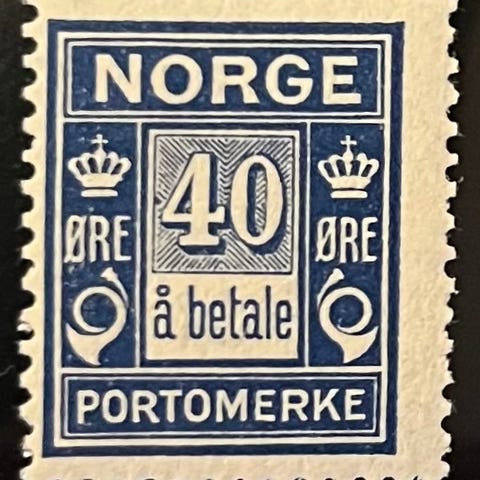 NORGE
40
ØRE ØRE
å betale
PORTOMERKE